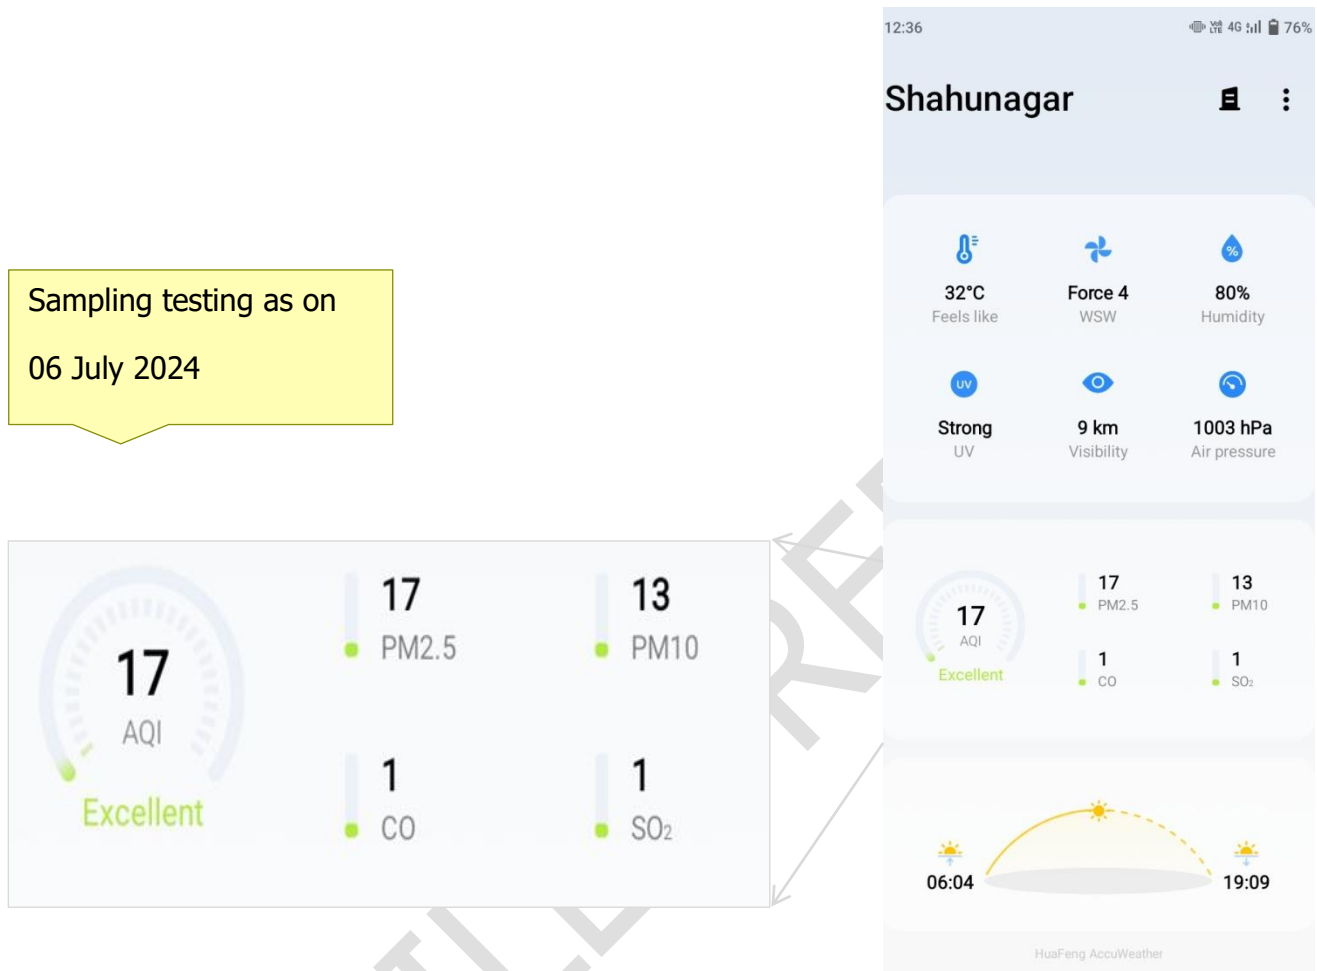 Sampling testing as on
06 July 2024
17
AQI
Excellent
17
PM2.5
13
PM10
1
CO
1
SO₂
12:36
4G
76%
Shahunagar
%
32°C
Feels like
Force 4
WSW
80%
Humidity
UV
Strong
UV
9 km
Visibility
1003 hPa
Air pressure
17
AQI
Excellent
17
PM2.5
13
PM10
1
CO
1
SO₂
06:04
19:09
HuaFeng AccuWeather